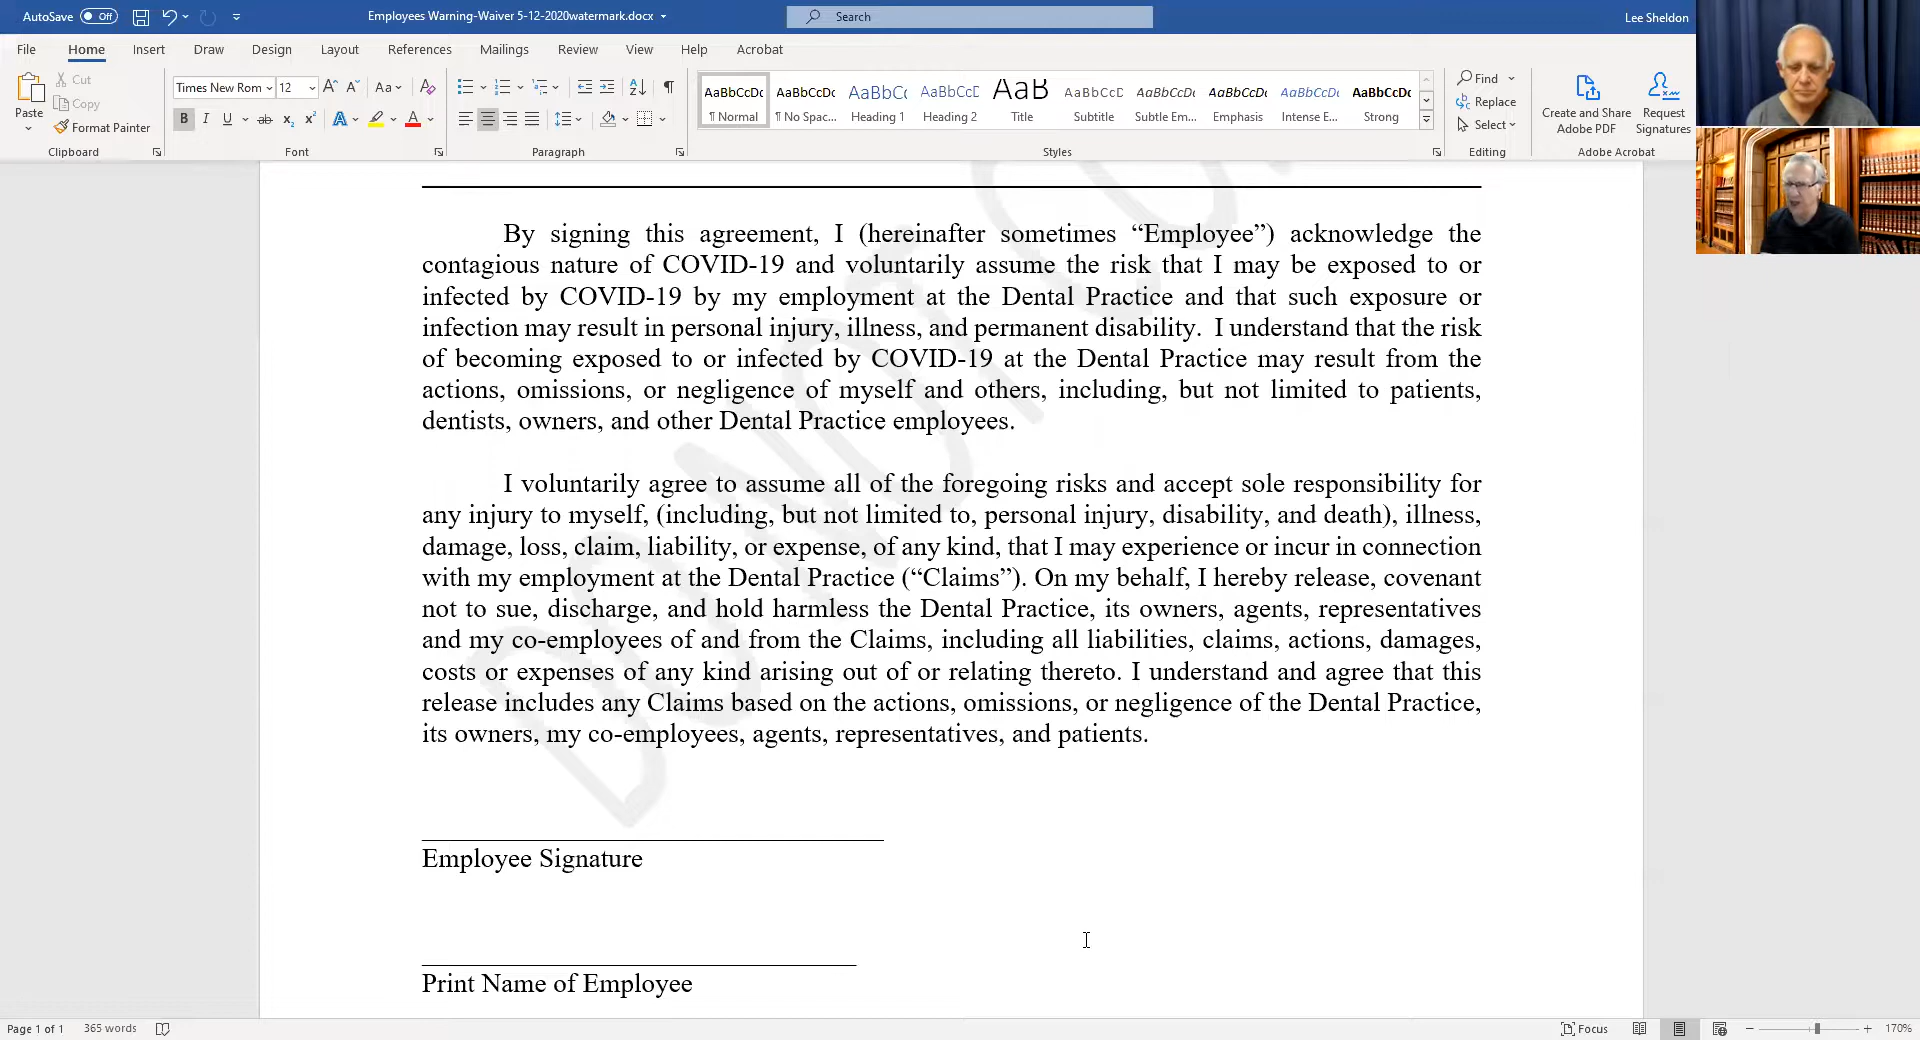 AutoSave Off Employees Warning-Waiver 5-12-2020watermark.docx Search Lee Sheldon
File Home Insert Draw Design Layout References Mailings Review View Help Acrobat
Paste Cut Copy Format Painter
Times New Rom 12 Aa A A
AaBbCcDc AaBbCcDc AaBbCc AaBbCcD AaB AaBbCcD AaBbCcDc AaBbCcDc AaBbCcDc AaBbCcDc
¶ Normal ¶ No Spac... Heading 1 Heading 2 Title Subtitle Subtle Em... Emphasis Intense E... Strong
Find Replace Select
Create and Share Adobe PDF Request Signatures
Clipboard Font Paragraph Styles Editing Adobe Acrobat
By signing this agreement, I (hereinafter sometimes “Employee”) acknowledge the
contagious nature of COVID-19 and voluntarily assume the risk that I may be exposed to or
infected by COVID-19 by my employment at the Dental Practice and that such exposure or
infection may result in personal injury, illness, and permanent disability. I understand that the risk
of becoming exposed to or infected by COVID-19 at the Dental Practice may result from the
actions, omissions, or negligence of myself and others, including, but not limited to patients,
dentists, owners, and other Dental Practice employees.
I voluntarily agree to assume all of the foregoing risks and accept sole responsibility for
any injury to myself, (including, but not limited to, personal injury, disability, and death), illness,
damage, loss, claim, liability, or expense, of any kind, that I may experience or incur in connection
with my employment at the Dental Practice (“Claims”). On my behalf, I hereby release, covenant
not to sue, discharge, and hold harmless the Dental Practice, its owners, agents, representatives
and my co-employees of and from the Claims, including all liabilities, claims, actions, damages,
costs or expenses of any kind arising out of or relating thereto. I understand and agree that this
release includes any Claims based on the actions, omissions, or negligence of the Dental Practice,
its owners, my co-employees, agents, representatives, and patients.
Employee Signature
Print Name of Employee
DO NOT
Page 1 of 1 365 words Focus 170%